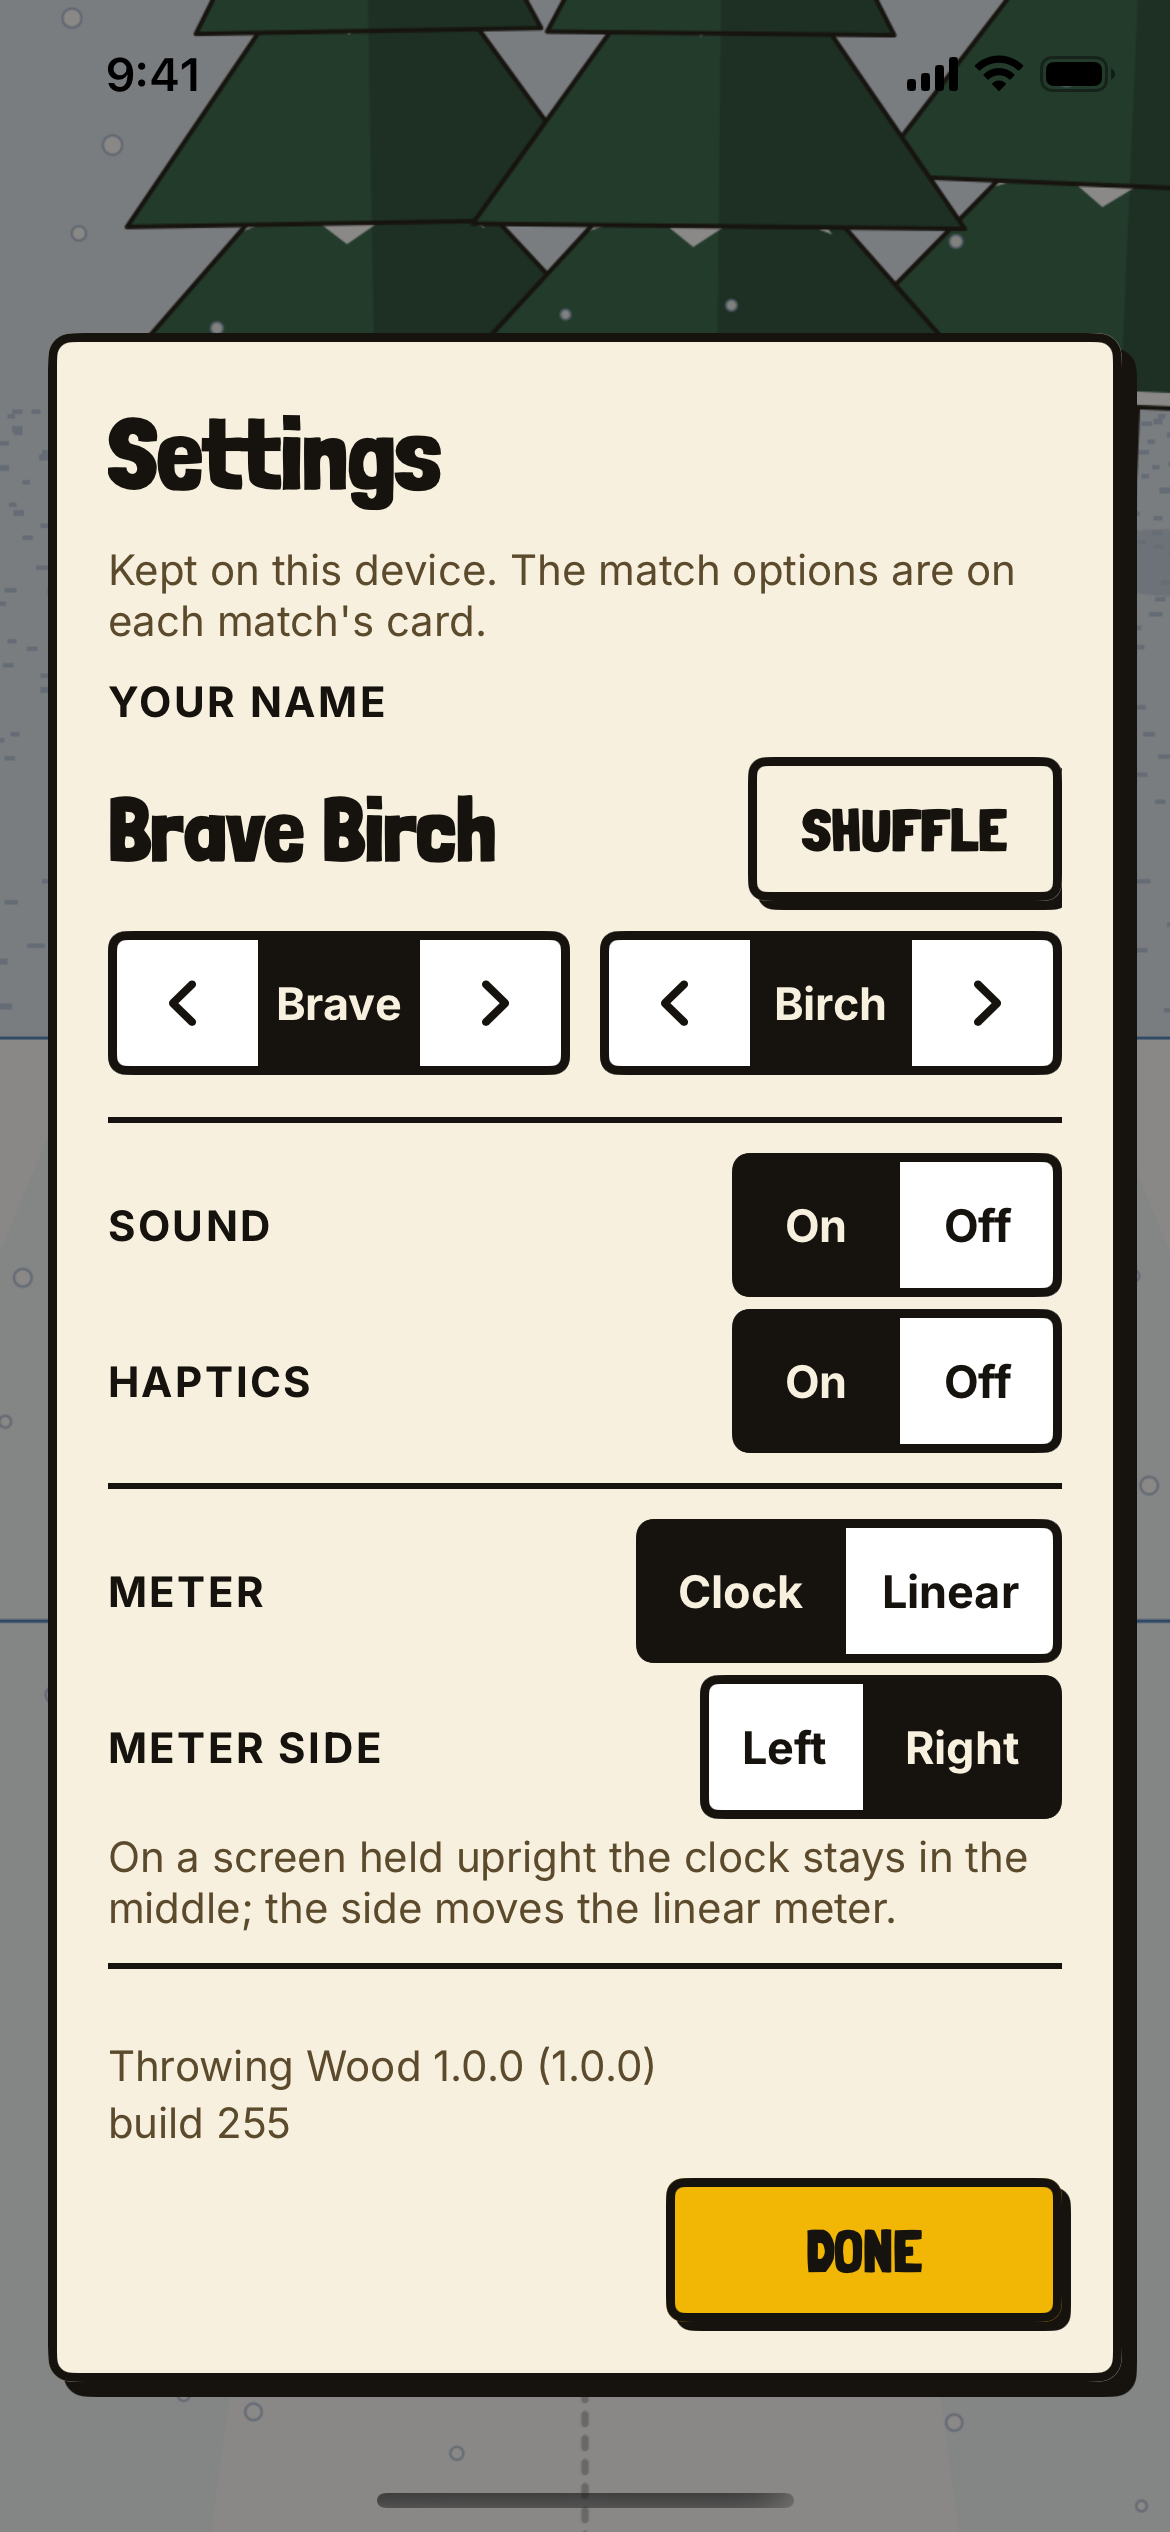 9:41
Settings
Kept on this device. The match options are on
each match's card.
YOUR NAME
Brave Birch
SHUFFLE
Brave
Birch
SOUND
On
Off
HAPTICS
On
Off
METER
Clock
Linear
METER SIDE
Left
Right
On a screen held upright the clock stays in the
middle; the side moves the linear meter.
Throwing Wood 1.0.0 (1.0.0)
build 255
DONE